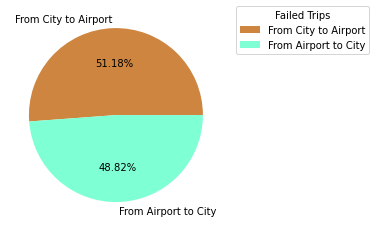 From City to Airport
51.18%
48.82%
From Airport to City
Failed Trips
From City to Airport
From Airport to City